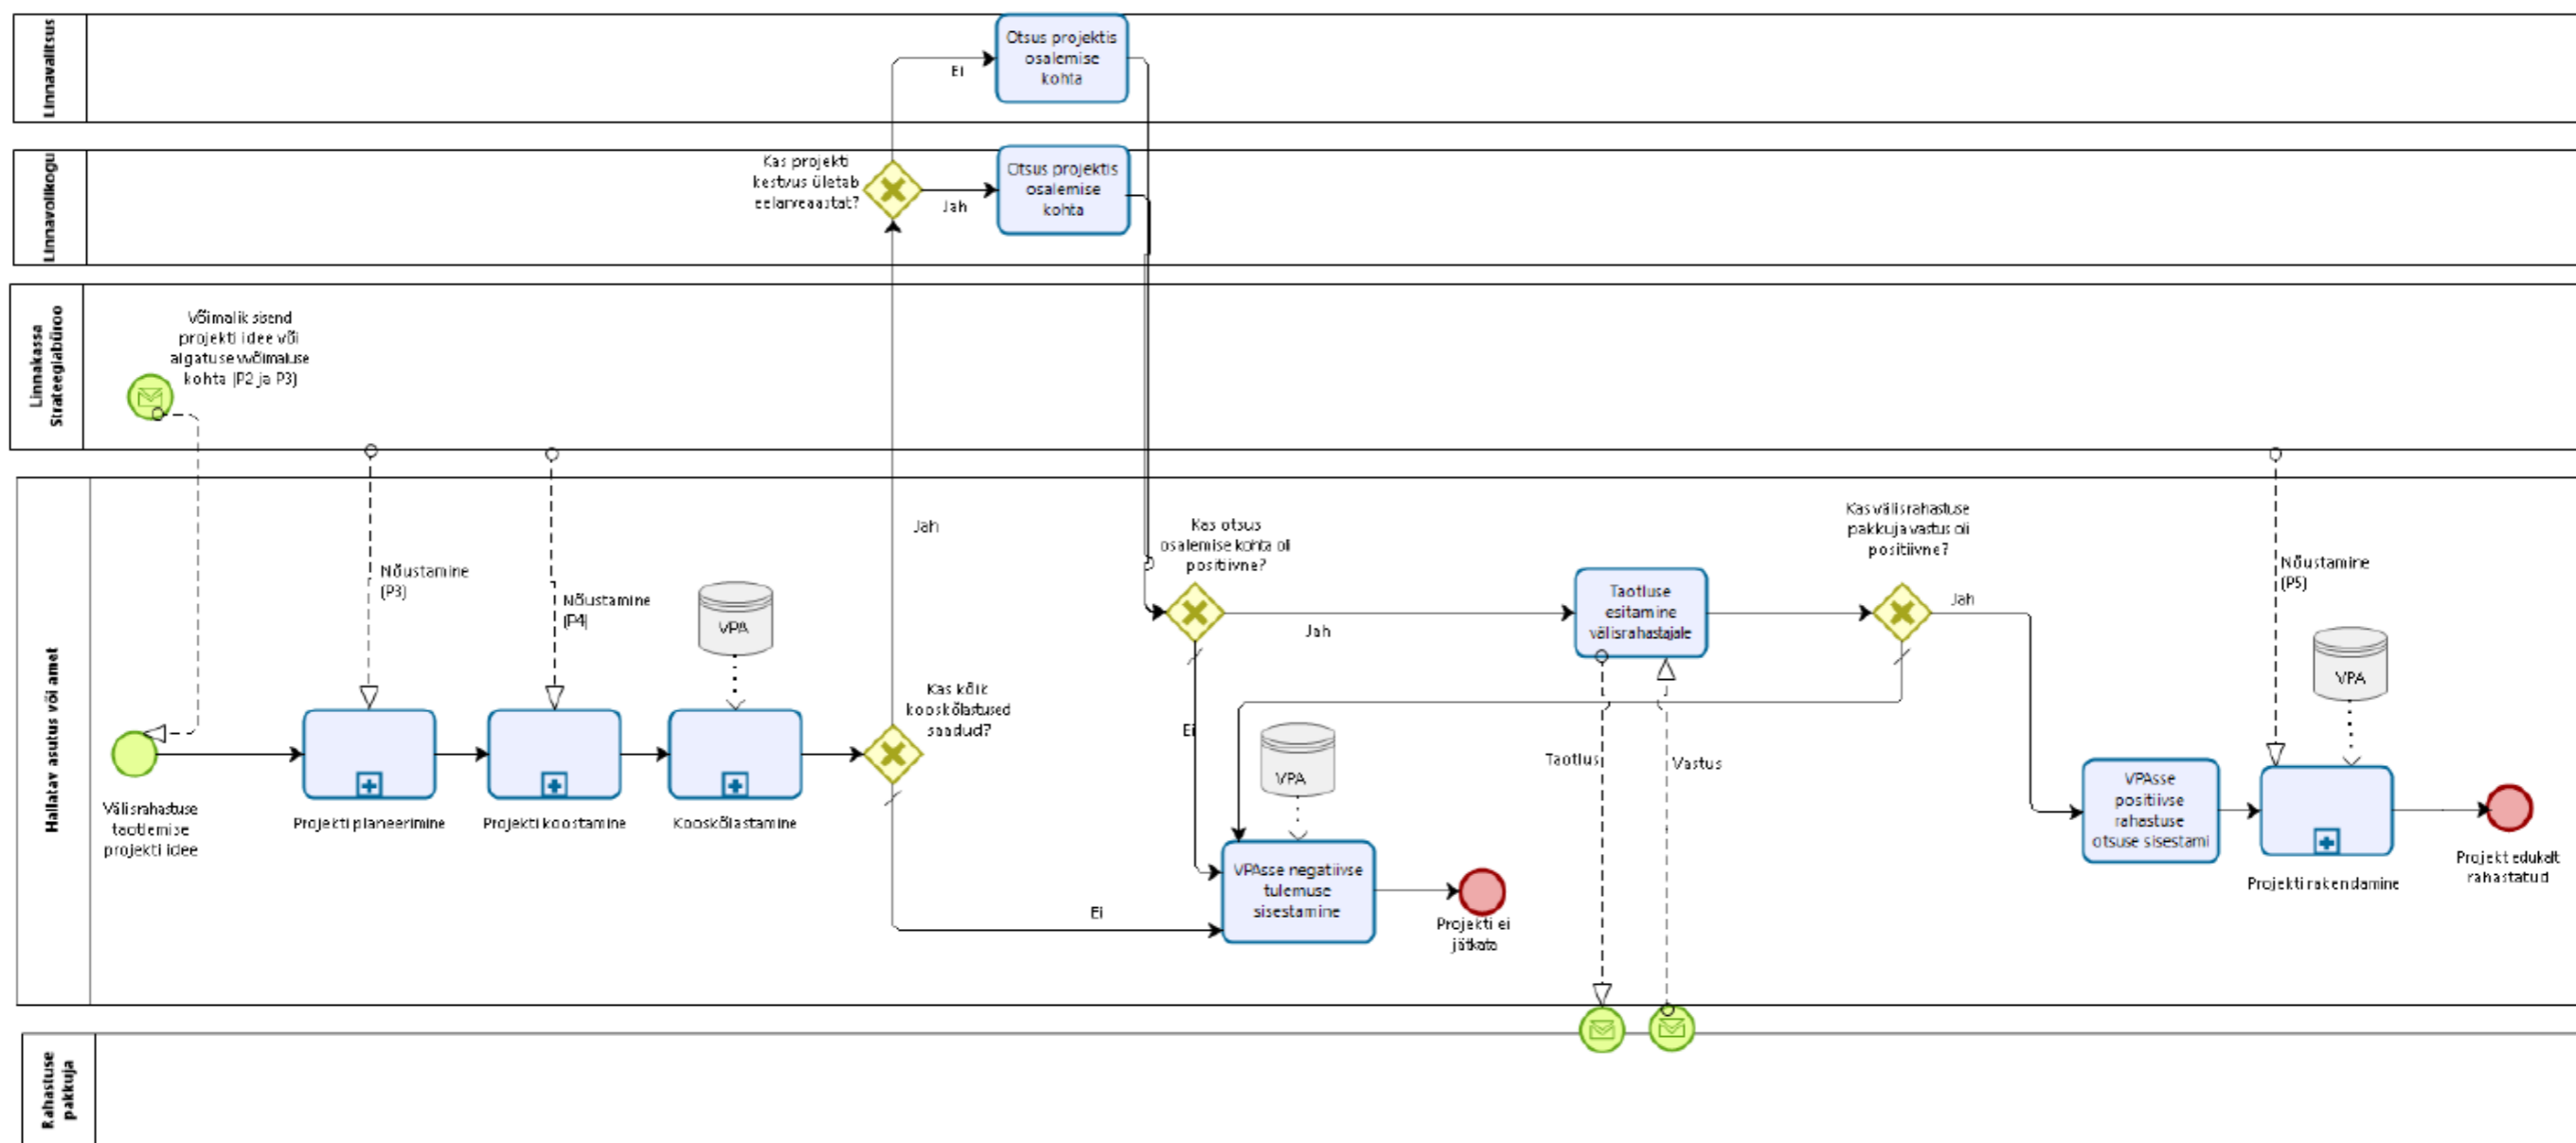 Linnavalitsus
Otsus projektis
osalemise
kohta
Ei
Linnavolikogu
Kas projekti
kestvus ületab
eelarveaastat?
Jah
Otsus projektis
osalemise
kohta
Linnakassa
Strateegiabüroo
Võimalik sisend
projekti idee või
algatusevõimaluse
kohta (P2 ja P3)
Hallatav asutus või amet
Välisrahastuse
taotlemise
projekti idee
Nõustamine
(P3)
Projekti planeerimine
Nõustamine
(P4)
Projekti koostamine
VPA
Kooskõlastamine
Kas kõik
kooskõlastused
saadud?
Jah
Ei
Kas otsus
osalemise kohta oli
positiivne?
Jah
Ei
VPA
VPAsse negatiivse
tulemuse
sisestamine
Projekti ei
jätkata
Taotluse
esitamine
välisrahastajale
Taotlus
Vastus
Kas välisrahastuse
pakkuja vastus oli
positiivne?
Jah
VPAsse
positiivse
rahastuse
otsuse sisestami
Nõustamine
(P5)
VPA
Projekti rakendamine
Projekt edukalt
rahastatud
Rahastuse
pakkuja